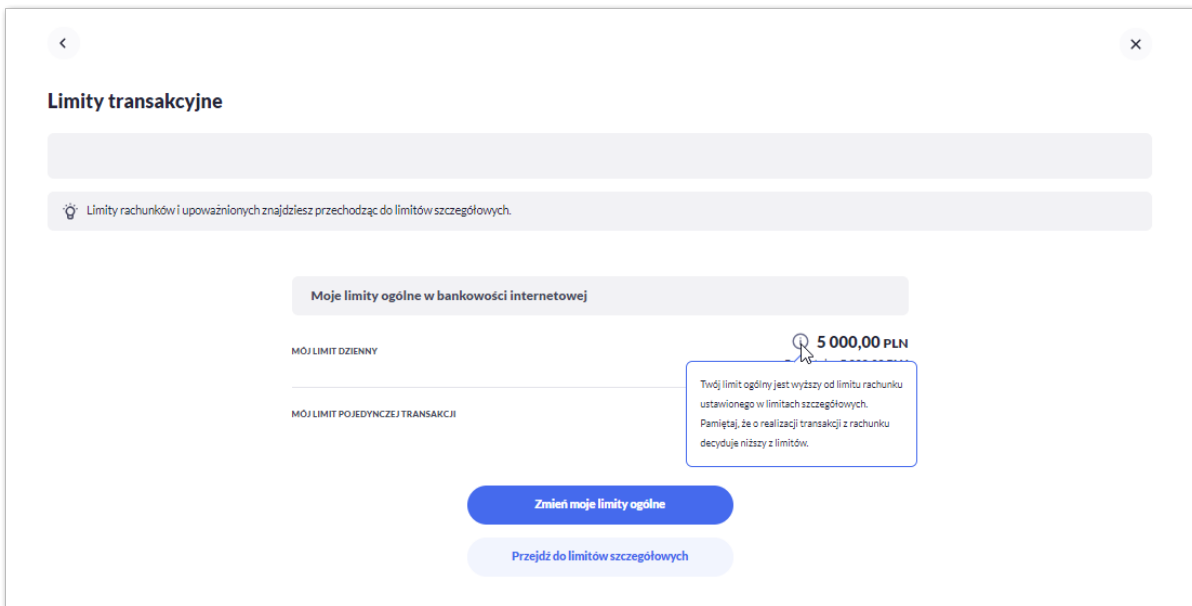 Limity transakcyjne
Limity rachunków i upoważnionych znajdziesz przechodząc do limitów szczegółowych.
Moje limity ogólne w bankowości internetowej
MÓJ LIMIT DZIENNY
5 000,00 PLN
Twój limit ogólny jest wyższy od limitu rachunku
ustawionego w limitach szczegółowych.
Pamiętaj, że o realizacji transakcji z rachunku
decyduje niższy z limitów.
MÓJ LIMIT POJEDYNCZEJ TRANSAKCJI
Zmień moje limity ogólne
Przejdź do limitów szczegółowych